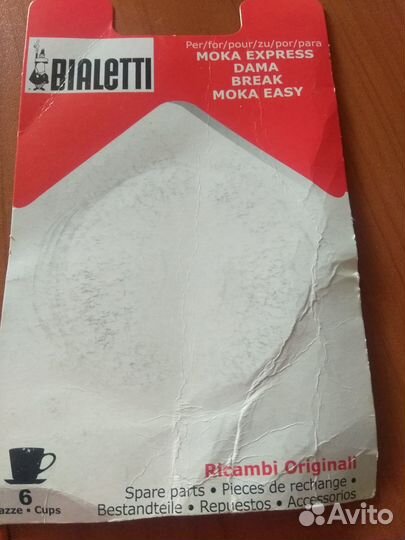 BIALETTI
Per/for/pour/zu/por/para
MOKA EXPRESS
DAMA
BREAK
MOKA EASY
6
azze • Cups
Ricambi Originali
Spare parts • Pieces de rechange •
Bestandteile • Repuestos • Accessorios
Avito